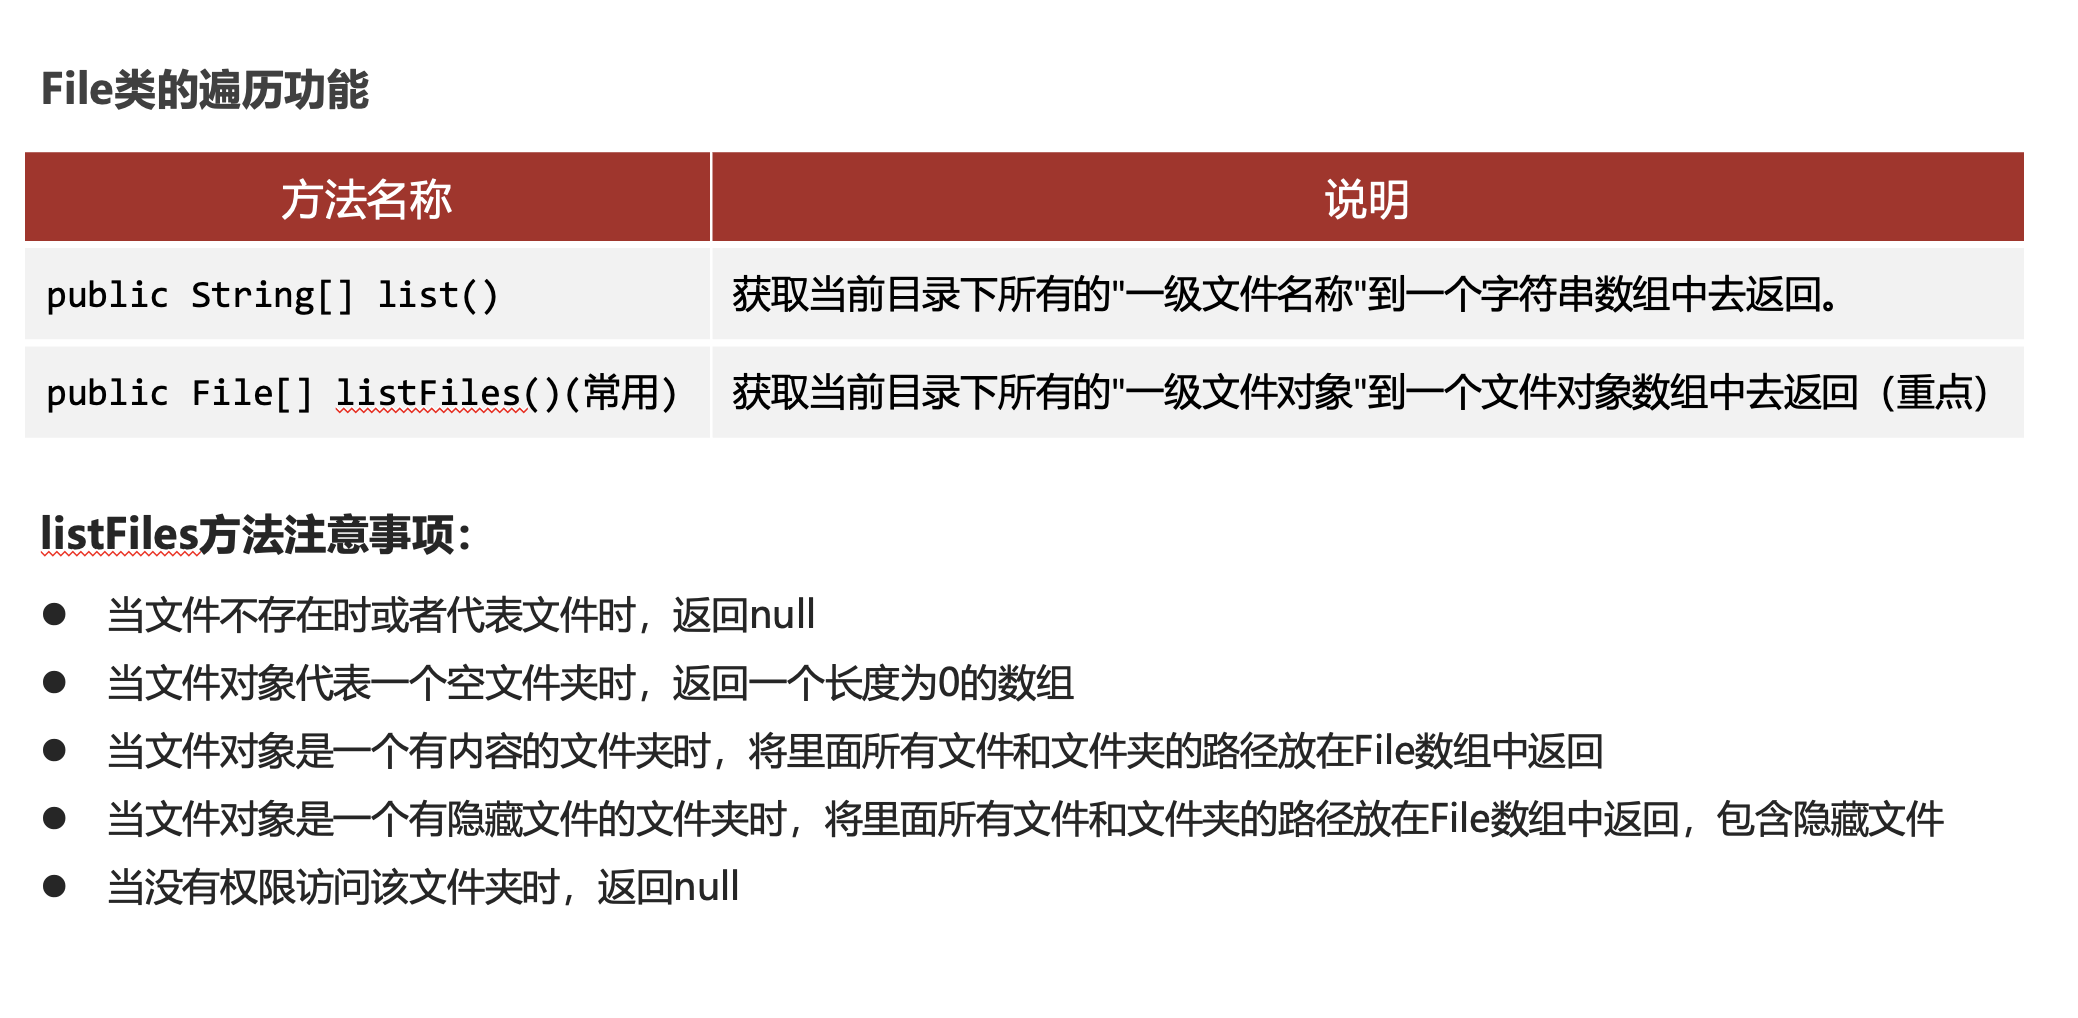 File类的遍历功能
方法名称 说明
public String[] list() 获取当前目录下所有的"一级文件名称"到一个字符串数组中去返回。
public File[] listFiles()(常用) 获取当前目录下所有的"一级文件对象"到一个文件对象数组中去返回（重点）
listFiles方法注意事项：
● 当文件不存在时或者代表文件时，返回null
● 当文件对象代表一个空文件夹时，返回一个长度为0的数组
● 当文件对象是一个有内容的文件夹时，将里面所有文件和文件夹的路径放在File数组中返回
● 当文件对象是一个有隐藏文件的文件夹时，将里面所有文件和文件夹的路径放在File数组中返回，包含隐藏文件
● 当没有权限访问该文件夹时，返回null